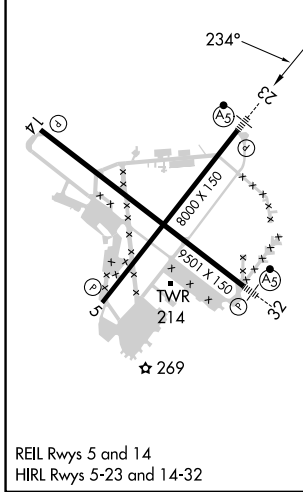 234°
23
A5
14
P
P
8000 X 150
9501 X 150
P
A5
P
5
32
TWR
214
269
REIL Rwys 5 and 14
HIRL Rwys 5-23 and 14-32